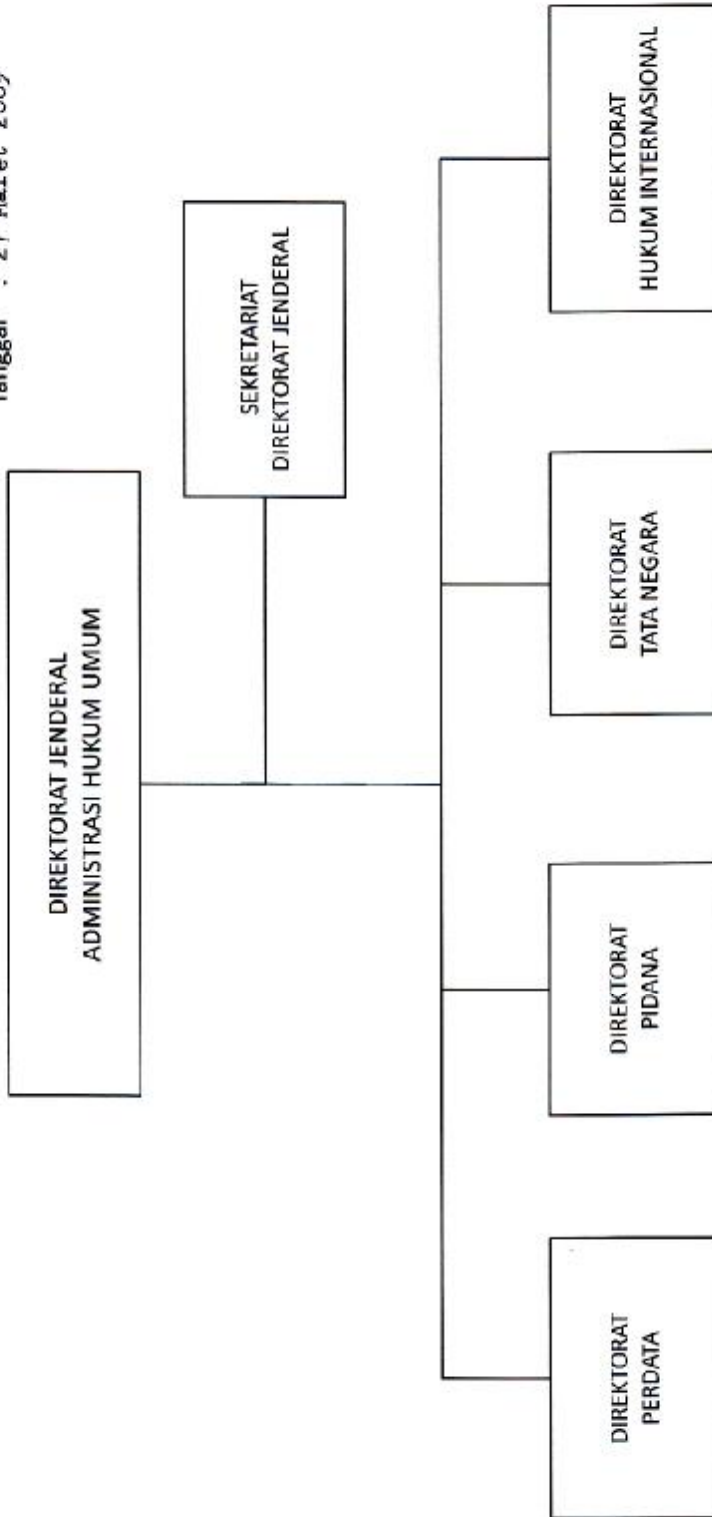 DIREKTORAT JENDERAL
ADMINISTRASI HUKUM UMUM
SEKRETARIAT
DIREKTORAT JENDERAL
DIREKTORAT
PERDATA
DIREKTORAT
PIDANA
DIREKTORAT
TATA NEGARA
DIREKTORAT
HUKUM INTERNASIONAL